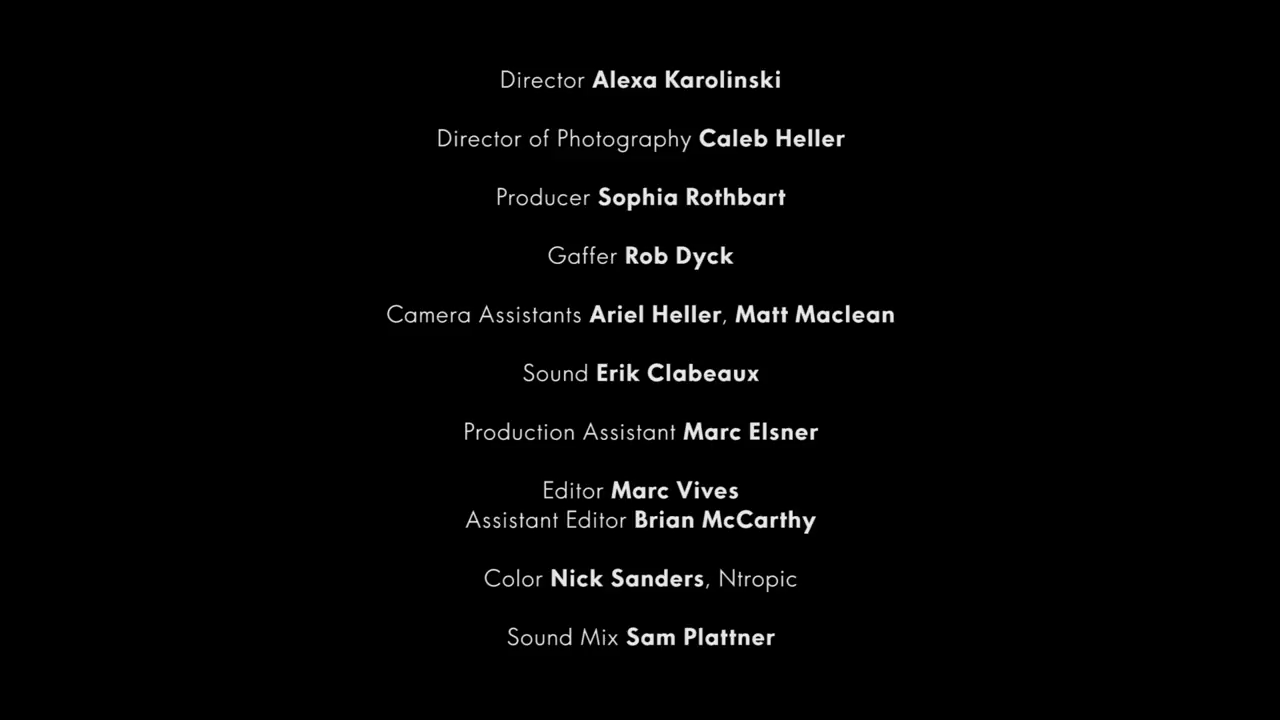 Director Alexa Karolinski
Director of Photography Caleb Heller
Producer Sophia Rothbart
Gaffer Rob Dyck
Camera Assistants Ariel Heller, Matt Maclean
Sound Erik Clabeaux
Production Assistant Marc Elsner
Editor Marc Vives
Assistant Editor Brian McCarthy
Color Nick Sanders, Ntropic
Sound Mix Sam Plattner